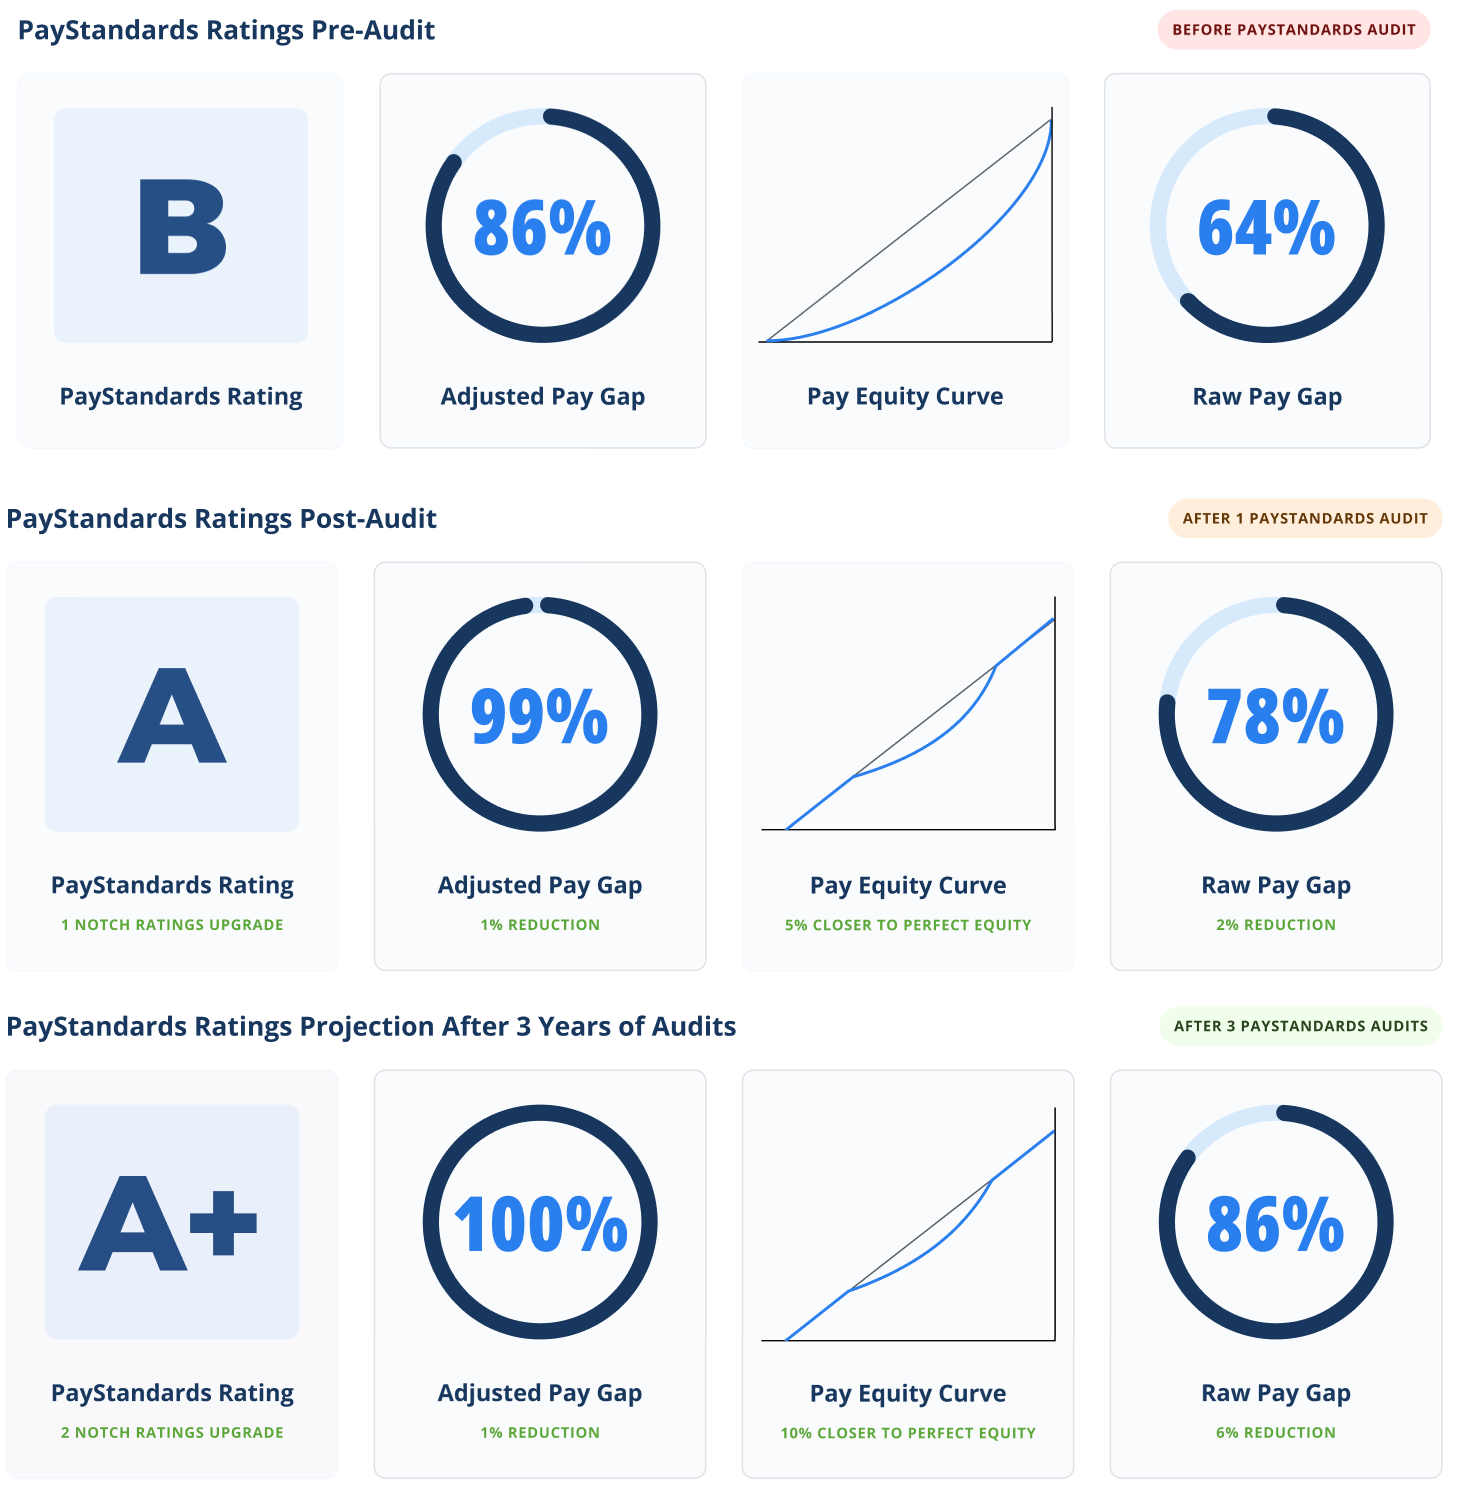 PayStandards Ratings Pre-Audit
BEFORE PAYSTANDARDS AUDIT
B
86%
64%
PayStandards Rating
Adjusted Pay Gap
Pay Equity Curve
Raw Pay Gap
PayStandards Ratings Post-Audit
AFTER 1 PAYSTANDARDS AUDIT
A
99%
78%
PayStandards Rating
Adjusted Pay Gap
Pay Equity Curve
Raw Pay Gap
1 NOTCH RATINGS UPGRADE
1% REDUCTION
5% CLOSER TO PERFECT EQUITY
2% REDUCTION
PayStandards Ratings Projection After 3 Years of Audits
AFTER 3 PAYSTANDARDS AUDITS
A+
100%
86%
PayStandards Rating
Adjusted Pay Gap
Pay Equity Curve
Raw Pay Gap
2 NOTCH RATINGS UPGRADE
1% REDUCTION
10% CLOSER TO PERFECT EQUITY
6% REDUCTION